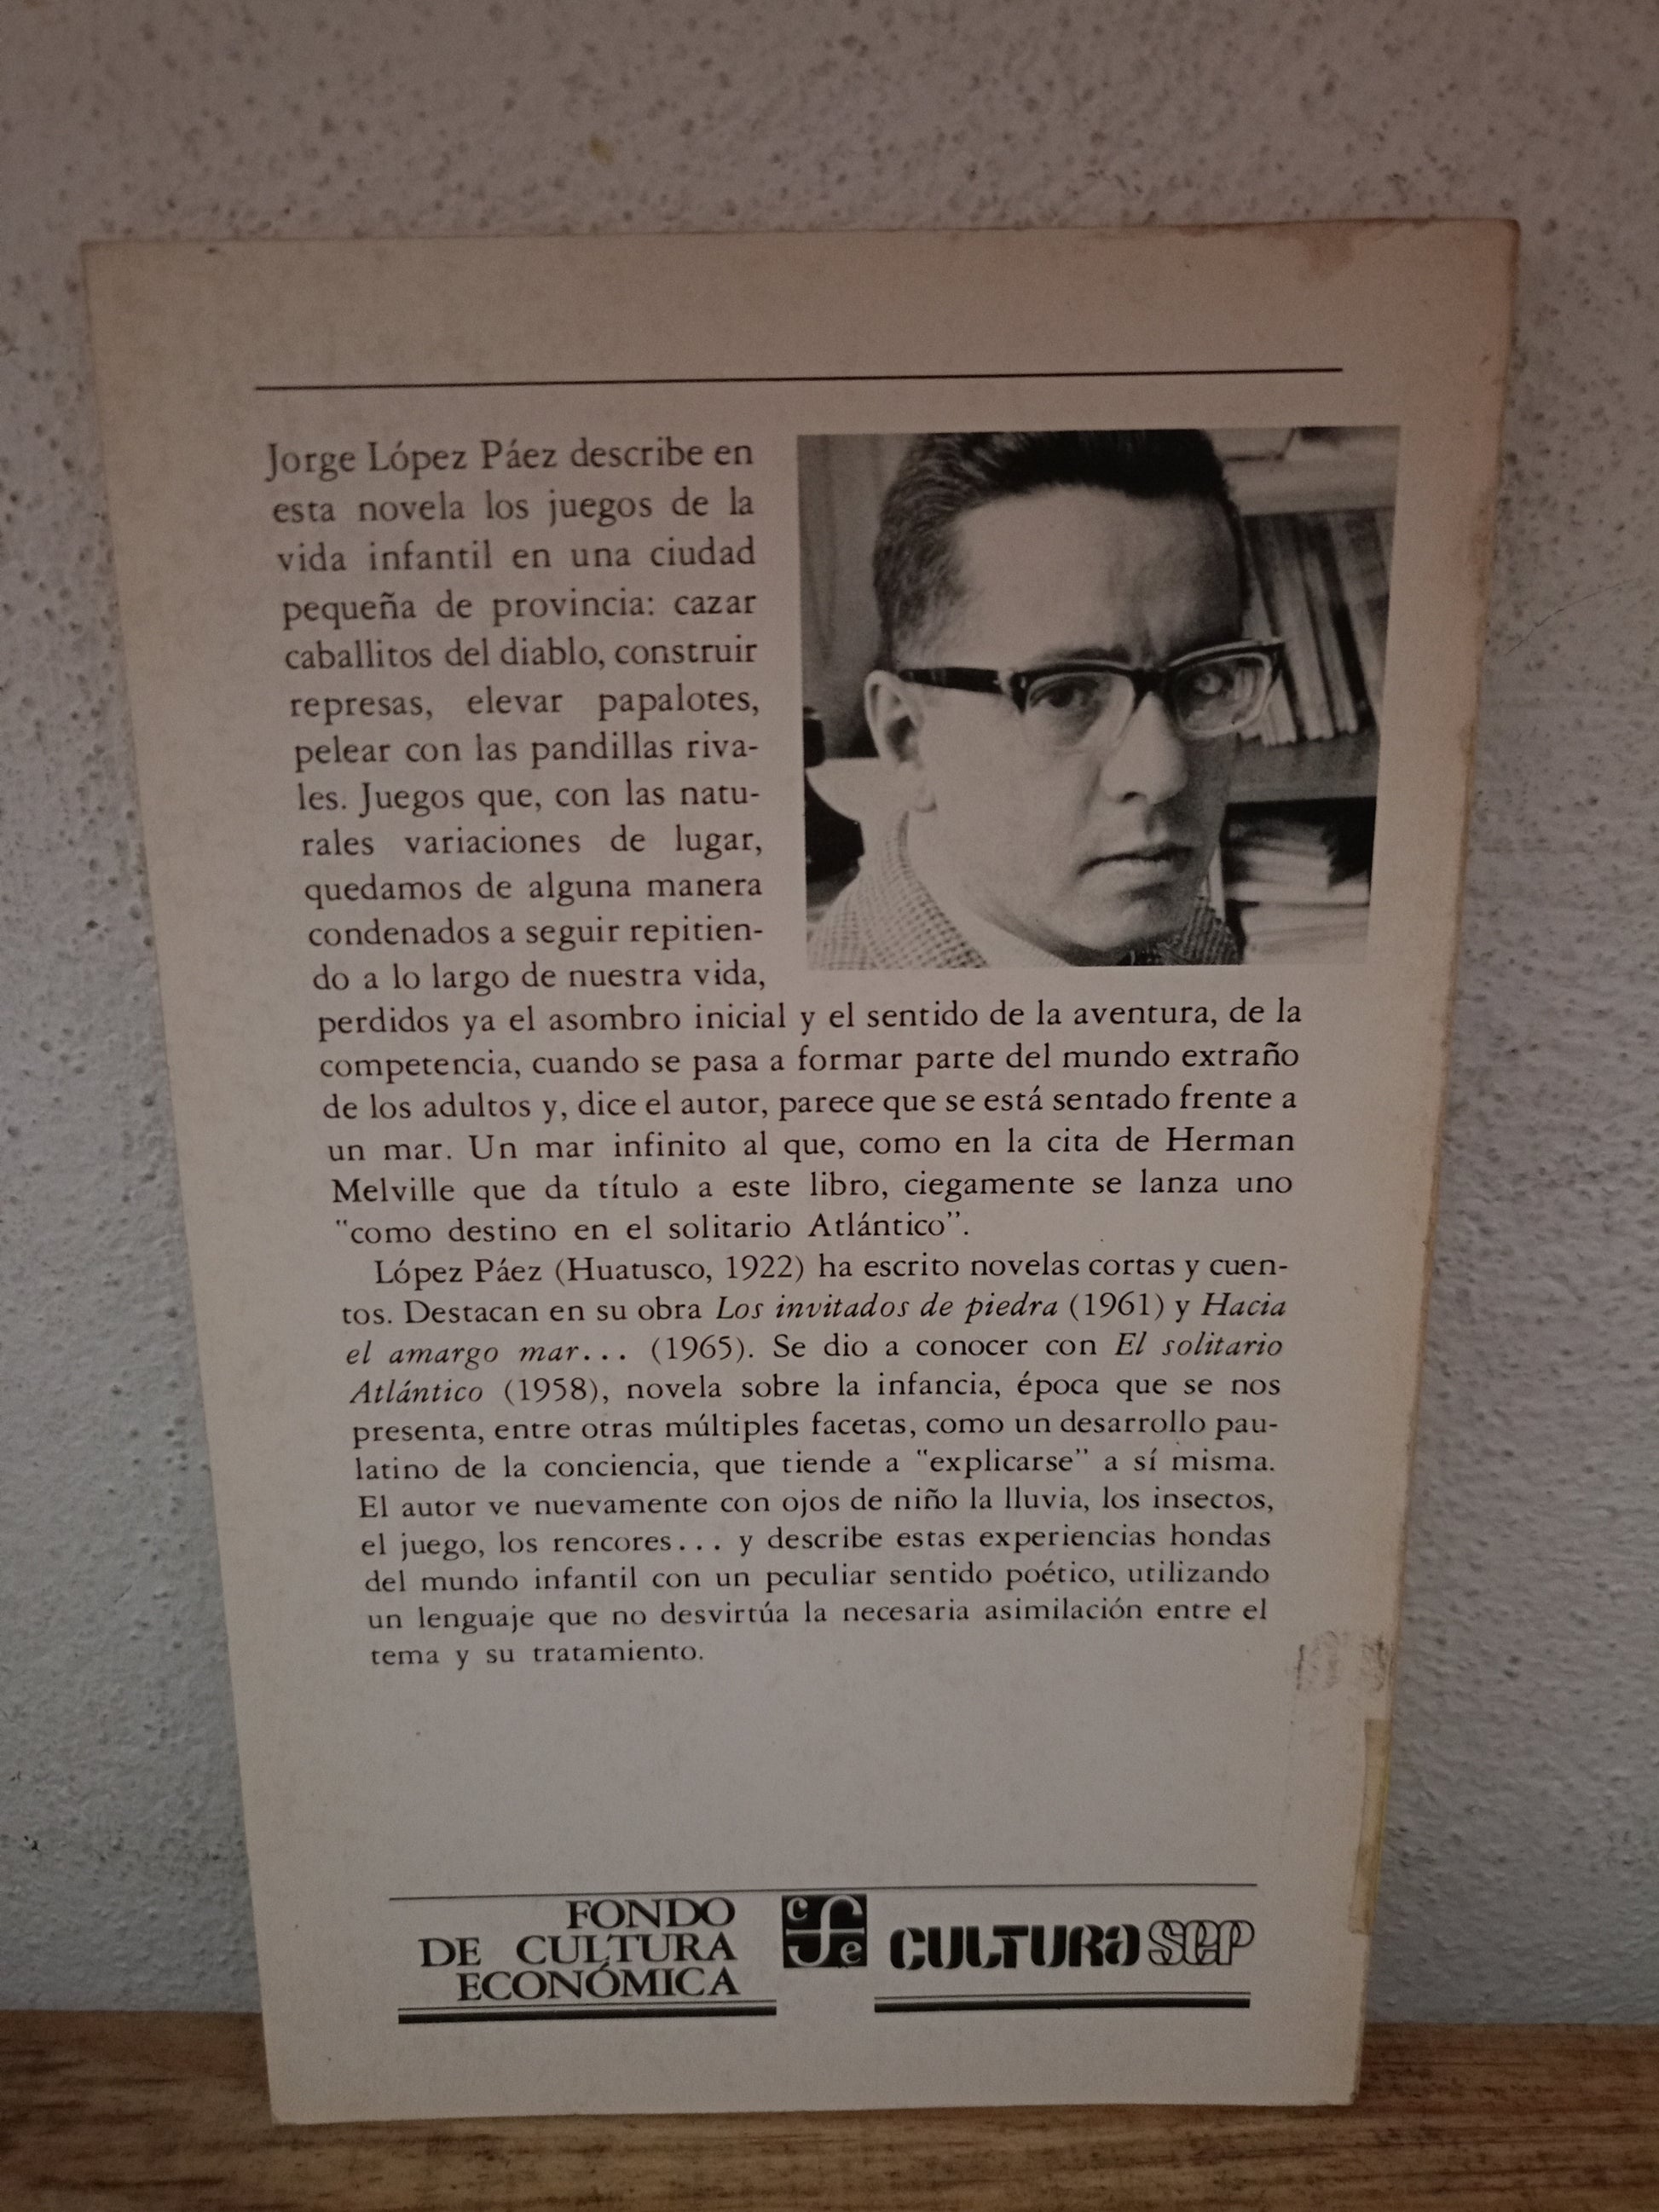 Jorge López Páez describe en
esta novela los juegos de la
vida infantil en una ciudad
pequeña de provincia: cazar
caballitos del diablo, construir
represas, elevar papalotes,
pelear con las pandillas riva-
les. Juegos que, con las natu-
rales variaciones de lugar,
quedamos de alguna manera
condenados a seguir repitien-
do a lo largo de nuestra vida,
perdidos ya el asombro inicial y el sentido de la aventura, de la
competencia, cuando se pasa a formar parte del mundo extraño
de los adultos y, dice el autor, parece que se está sentado frente a
un mar. Un mar infinito al que, como en la cita de Herman
Melville que da título a este libro, ciegamente se lanza uno
"como destino en el solitario Atlántico".
López Páez (Huatusco, 1922) ha escrito novelas cortas y cuen-
tos. Destacan en su obra Los invitados de piedra (1961) y Hacia
el amargo mar... (1965). Se dio a conocer con El solitario
Atlántico (1958), novela sobre la infancia, época que se nos
presenta, entre otras múltiples facetas, como un desarrollo pau-
latino de la conciencia, que tiende a "explicarse" a sí misma.
El autor ve nuevamente con ojos de niño la lluvia, los insectos,
el juego, los rencores... y describe estas experiencias hondas
del mundo infantil con un peculiar sentido poético, utilizando
un lenguaje que no desvirtúa la necesaria asimilación entre el
tema y su tratamiento.
FONDO
DE CULTURA
ECONÓMICA
cfe
CULTURA SEP